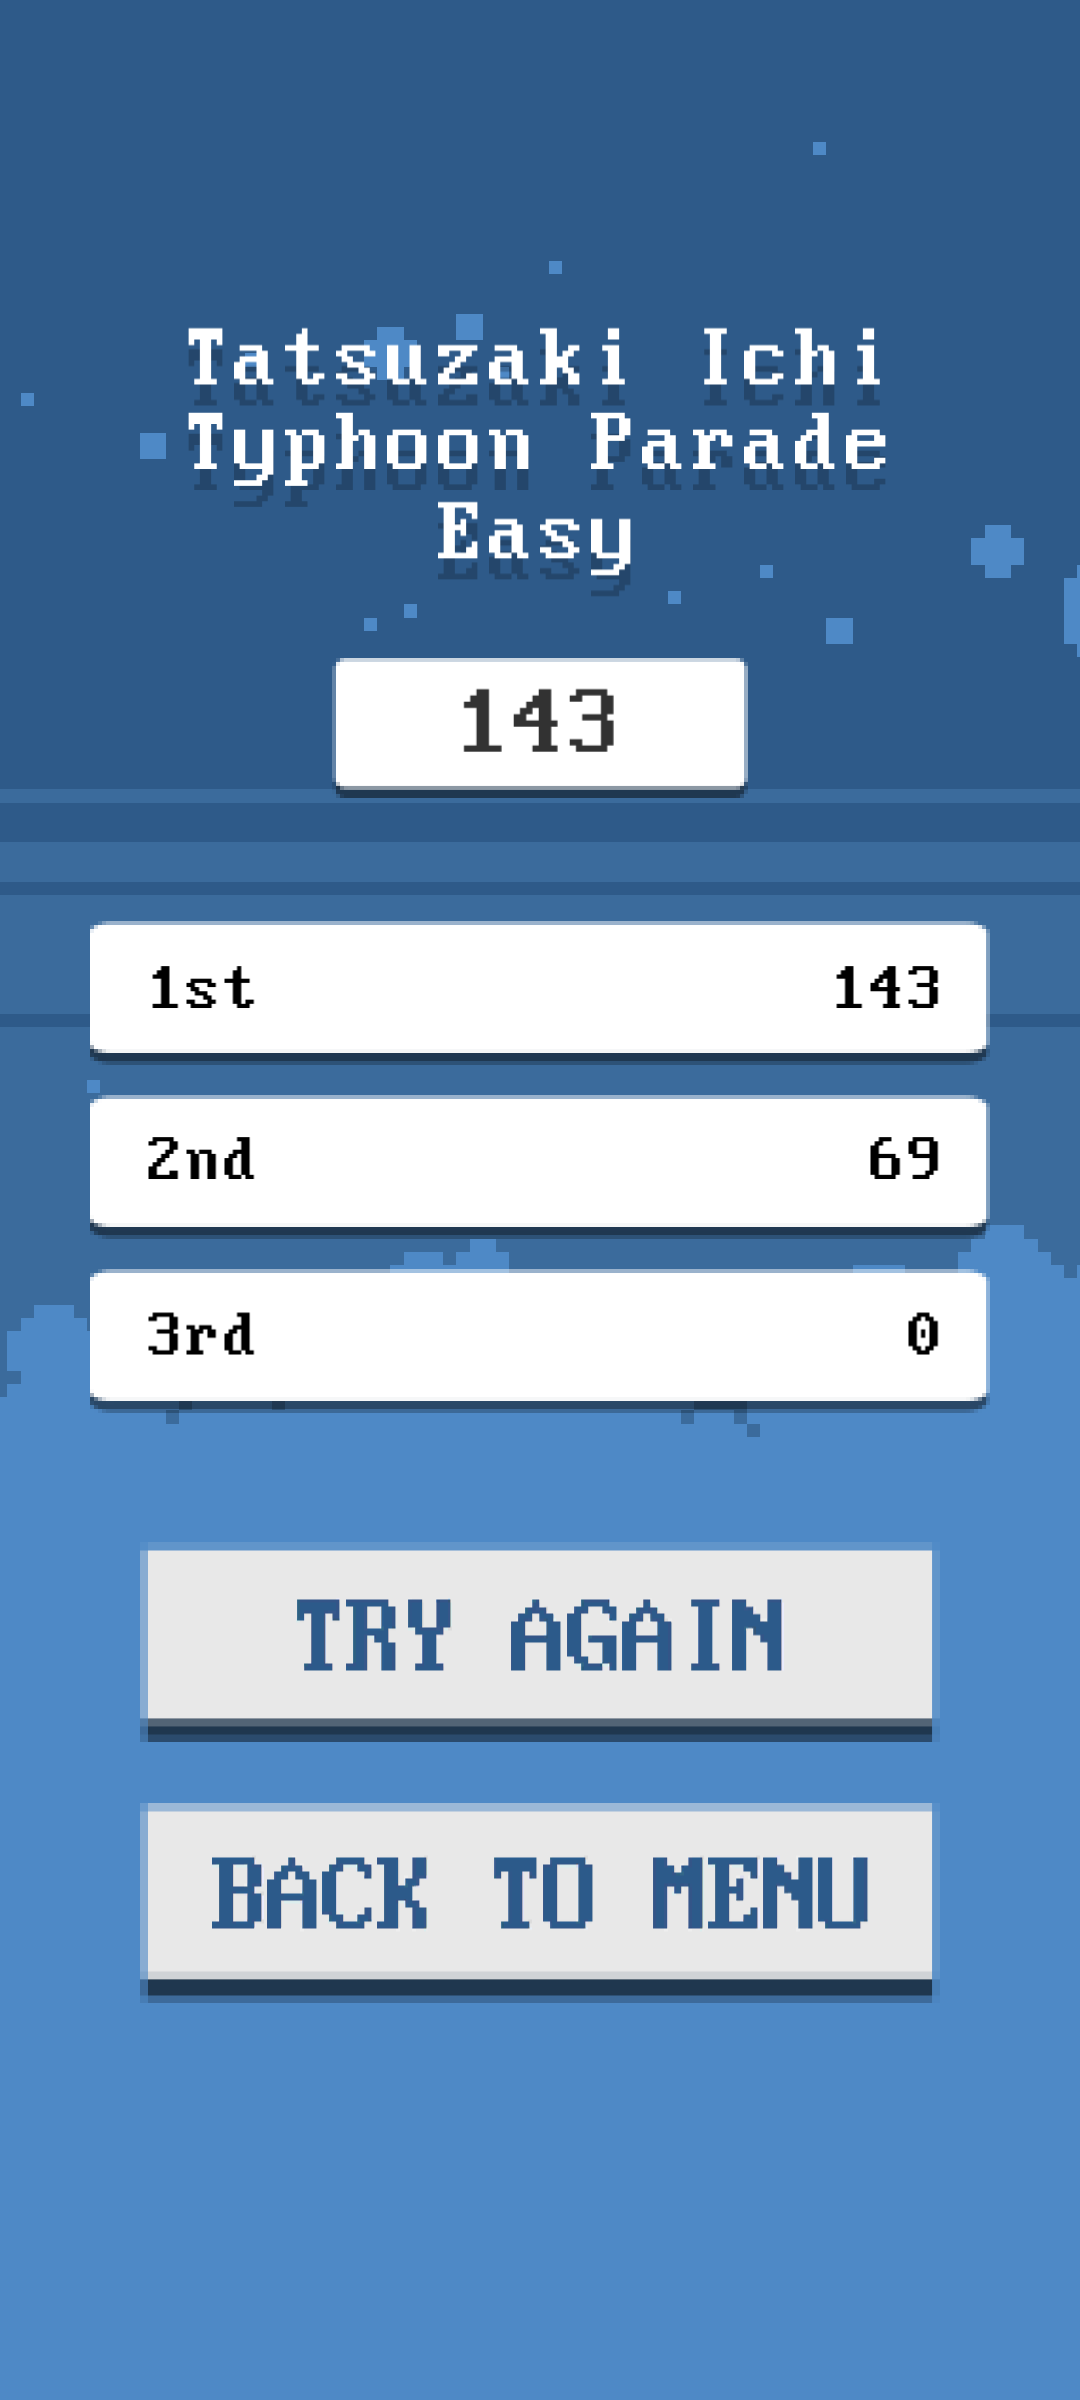 Tatsuzaki Ichi
Typhoon Parade
Easy
143
1st 143
2nd 69
3rd 0
TRY AGAIN
BACK TO MENU